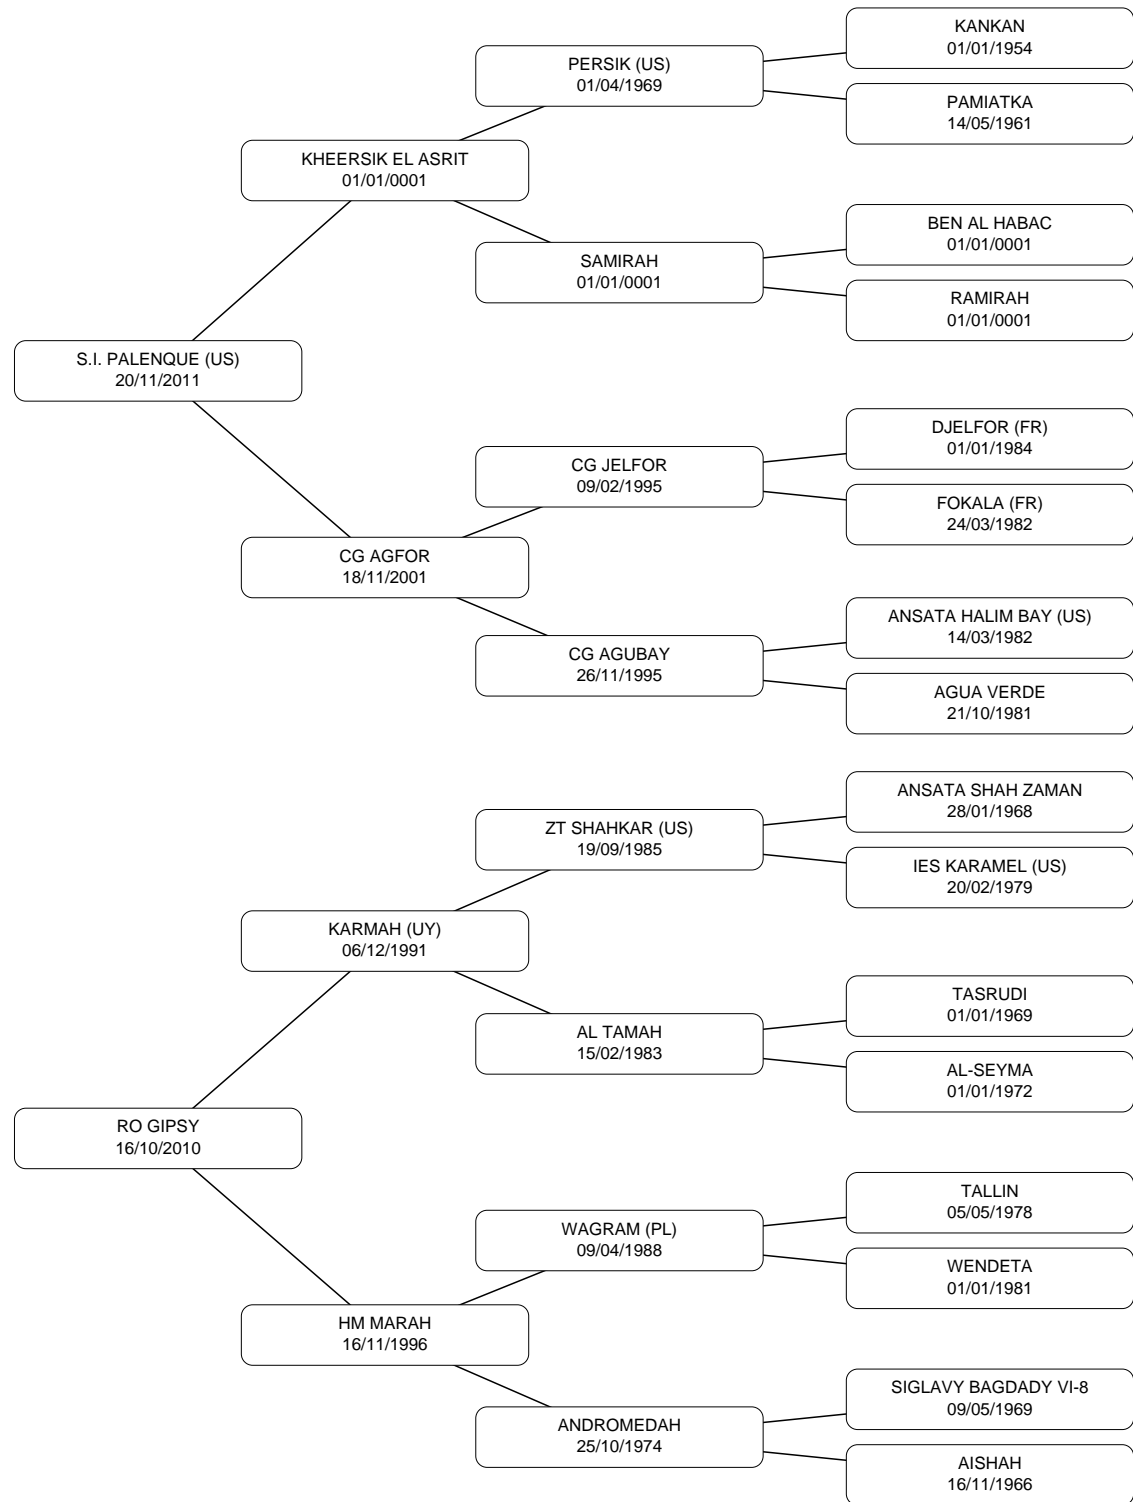 KANKAN
01/01/1954
PERSIK (US)
01/04/1969
PAMIATKA
14/05/1961
KHEERSIK EL ASRIT
01/01/0001
BEN AL HABAC
01/01/0001
SAMIRAH
01/01/0001
RAMIRAH
01/01/0001
S.I. PALENQUE (US)
20/11/2011
DJELFOR (FR)
01/01/1984
CG JELFOR
09/02/1995
FOKALA (FR)
24/03/1982
CG AGFOR
18/11/2001
ANSATA HALIM BAY (US)
14/03/1982
CG AGUBAY
26/11/1995
AGUA VERDE
21/10/1981
ANSATA SHAH ZAMAN
28/01/1968
ZT SHAHKAR (US)
19/09/1985
IES KARAMEL (US)
20/02/1979
KARMAH (UY)
06/12/1991
TASRUDI
01/01/1969
AL TAMAH
15/02/1983
AL-SEYMA
01/01/1972
RO GIPSY
16/10/2010
TALLIN
05/05/1978
WAGRAM (PL)
09/04/1988
WENDETA
01/01/1981
HM MARAH
16/11/1996
SIGLAVY BAGDADY VI-8
09/05/1969
ANDROMEDAH
25/10/1974
AISHAH
16/11/1966